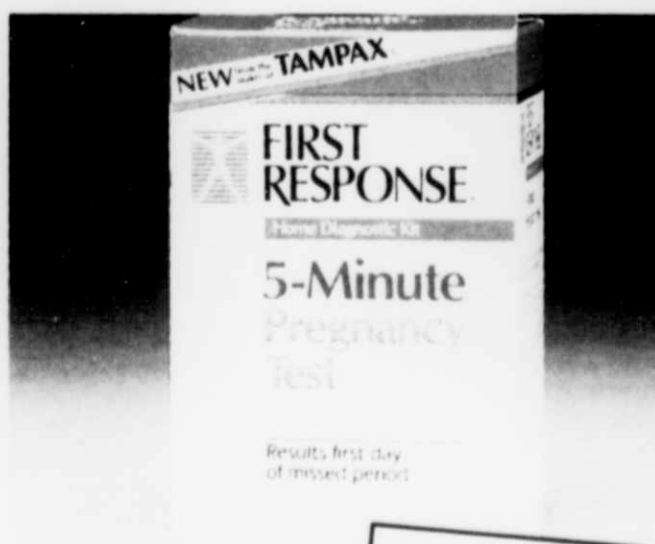 NEW TAMPAX
FIRST
RESPONSE
Home Diagnostic Kit
5-Minute
Pregnancy
Test
Results first day
of missed period